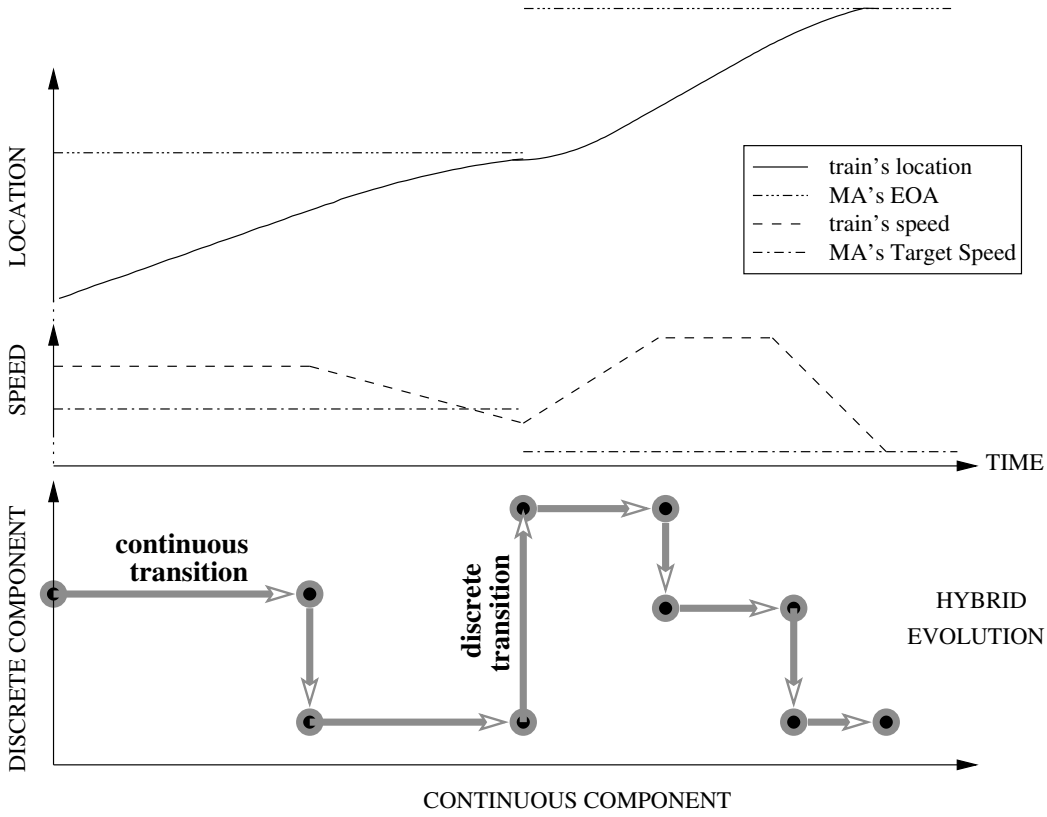 LOCATION
train's location
MA's EOA
train's speed
MA's Target Speed
SPEED
TIME
DISCRETE COMPONENT
continuous
transition
discrete
transition
HYBRID
EVOLUTION
CONTINUOUS COMPONENT